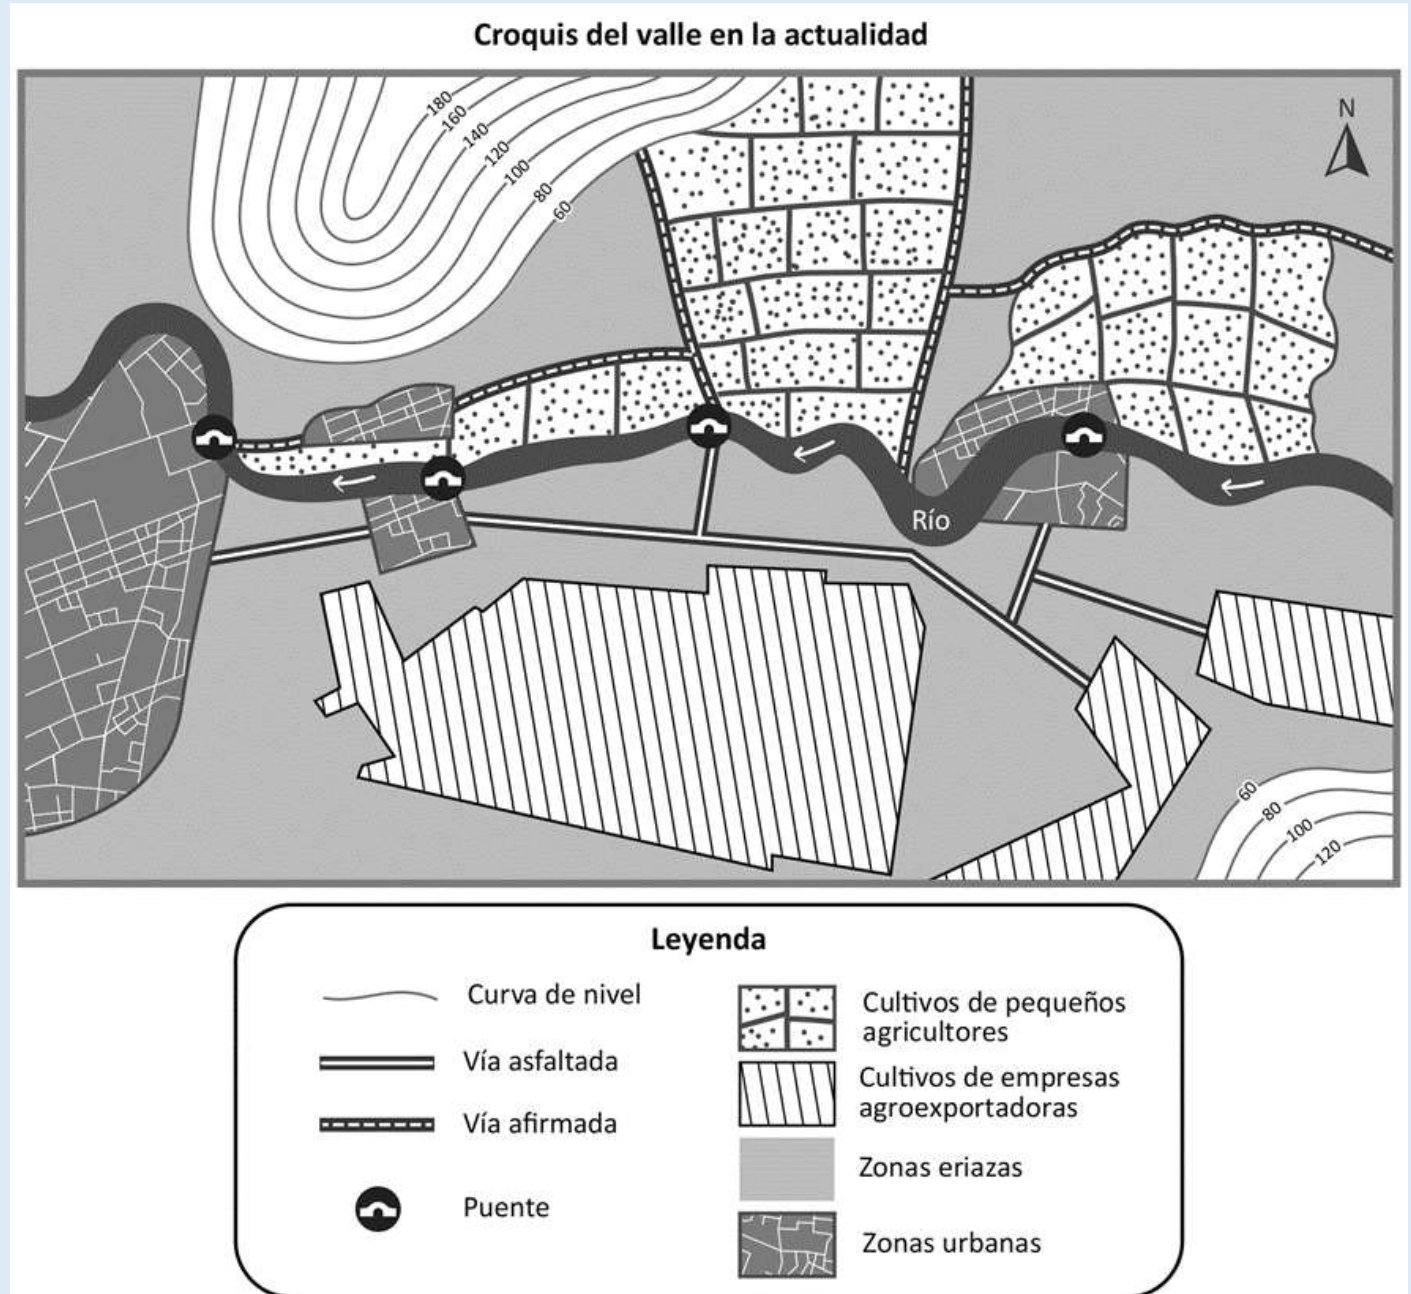 Croquis del valle en la actualidad
N
180
160
140
120
100
80
60
Río
60
80
100
120
Leyenda
Curva de nivel
Vía asfaltada
Vía afirmada
Puente
Cultivos de pequeños
agricultores
Cultivos de empresas
agroexportadoras
Zonas eriazas
Zonas urbanas